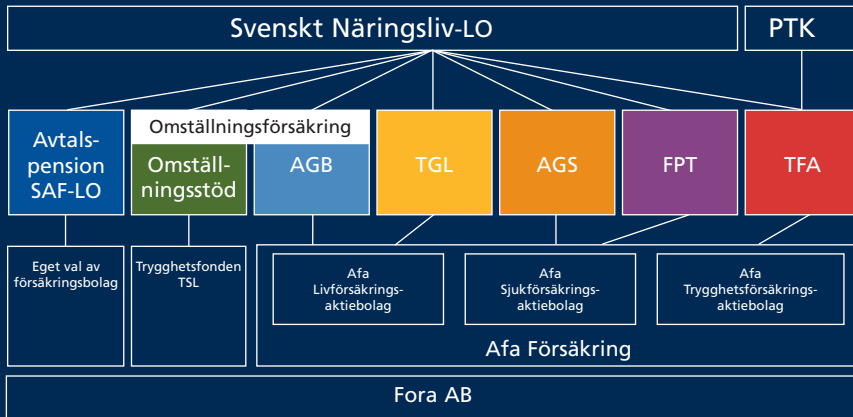 Svenskt Näringsliv-LO
PTK
Omställningsförsäkring
Avtals-
pension
SAF-LO
Omställ-
ningsstöd
AGB
TGL
AGS
FPT
TFA
Eget val av
försäkringsbolag
Trygghetsfonden
TSL
Afa
Livförsäkrings-
aktiebolag
Afa
Sjukförsäkrings-
aktiebolag
Afa
Trygghetsförsäkrings-
aktiebolag
Afa Försäkring
Fora AB